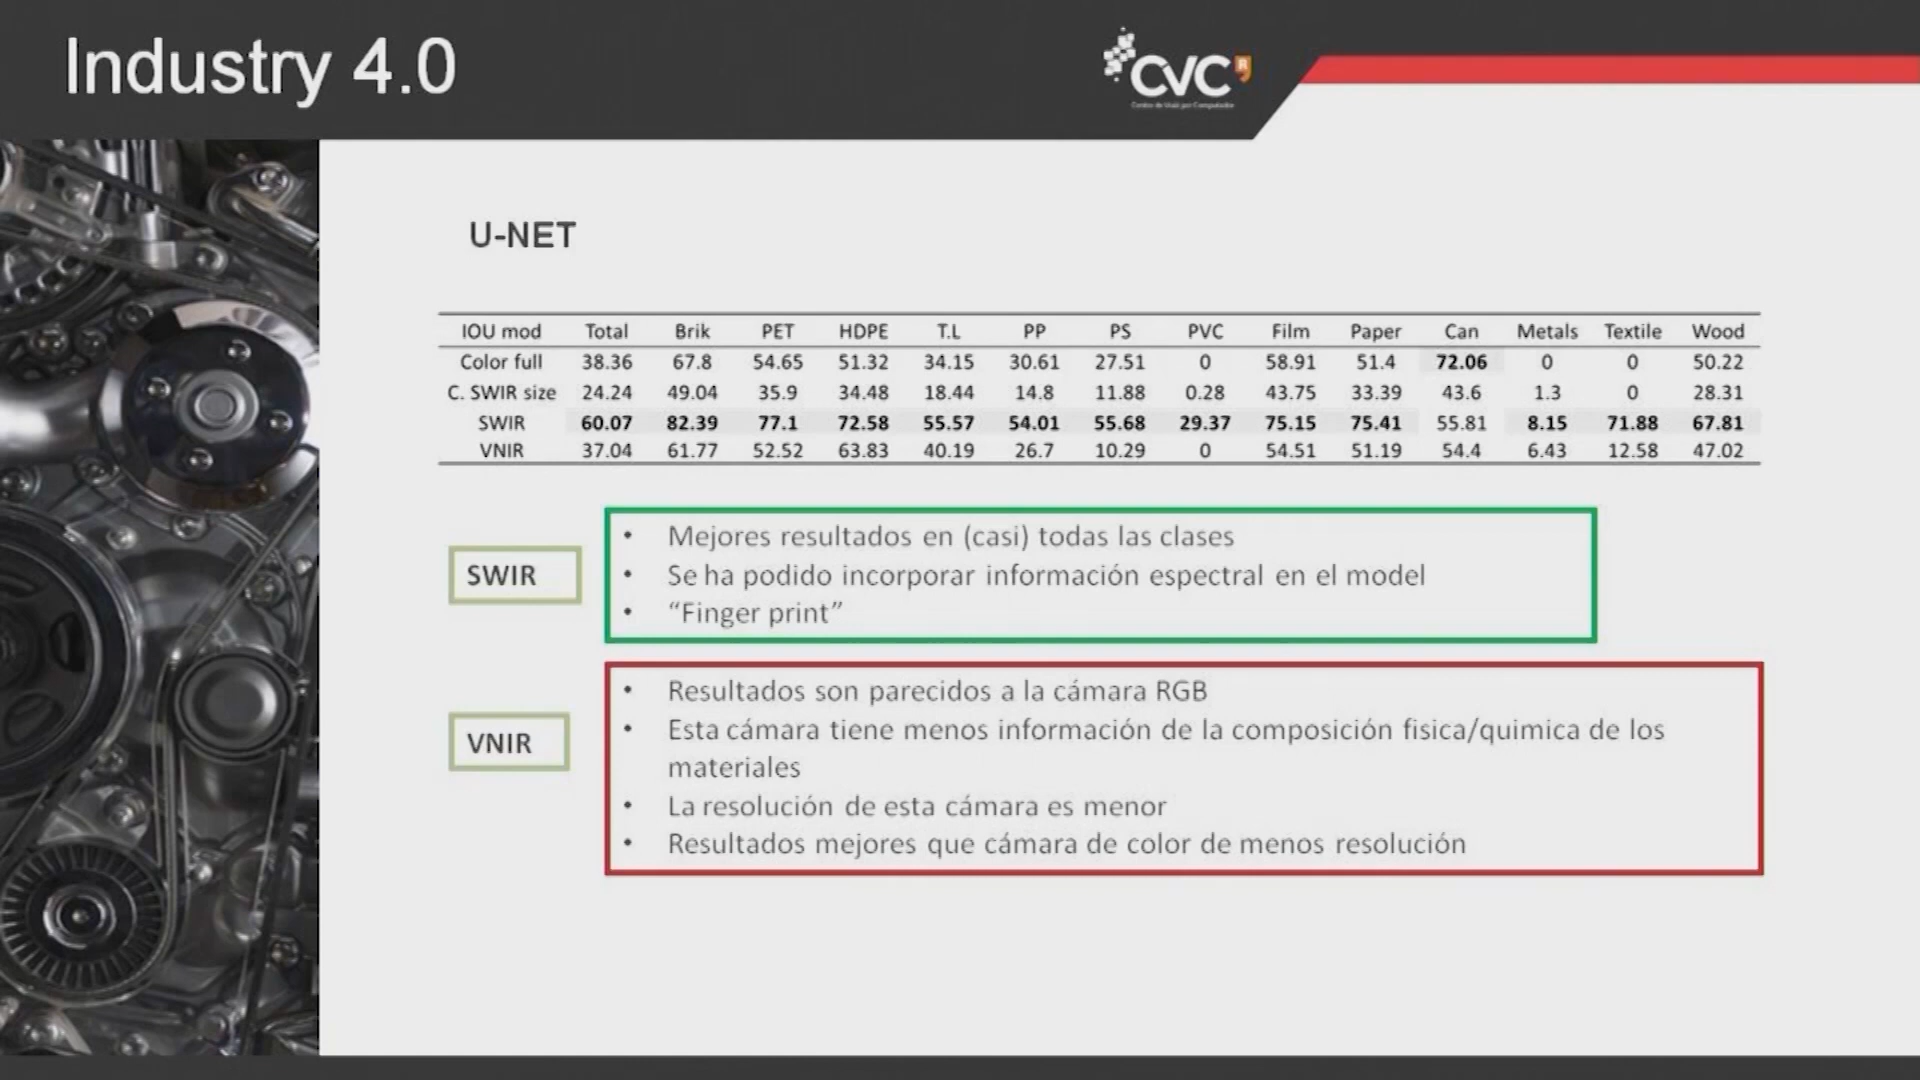 Industry 4.0
CVC R
Centre de Visió per Computador
U-NET
IOU mod Total Brik PET HDPE T.L PP PS PVC Film Paper Can Metals Textile Wood
Color full 38.36 67.8 54.65 51.32 34.15 30.61 27.51 0 58.91 51.4 72.06 0 0 50.22
C. SWIR size 24.24 49.04 35.9 34.48 18.44 14.8 11.88 0.28 43.75 33.39 43.6 1.3 0 28.31
SWIR 60.07 82.39 77.1 72.58 55.57 54.01 55.68 29.37 75.15 75.41 55.81 8.15 71.88 67.81
VNIR 37.04 61.77 52.52 63.83 40.19 26.7 10.29 0 54.51 51.19 54.4 6.43 12.58 47.02
SWIR
• Mejores resultados en (casi) todas las clases
• Se ha podido incorporar información espectral en el model
• “Finger print”
VNIR
• Resultados son parecidos a la cámara RGB
• Esta cámara tiene menos información de la composición fisica/quimica de los
materiales
• La resolución de esta cámara es menor
• Resultados mejores que cámara de color de menos resolución